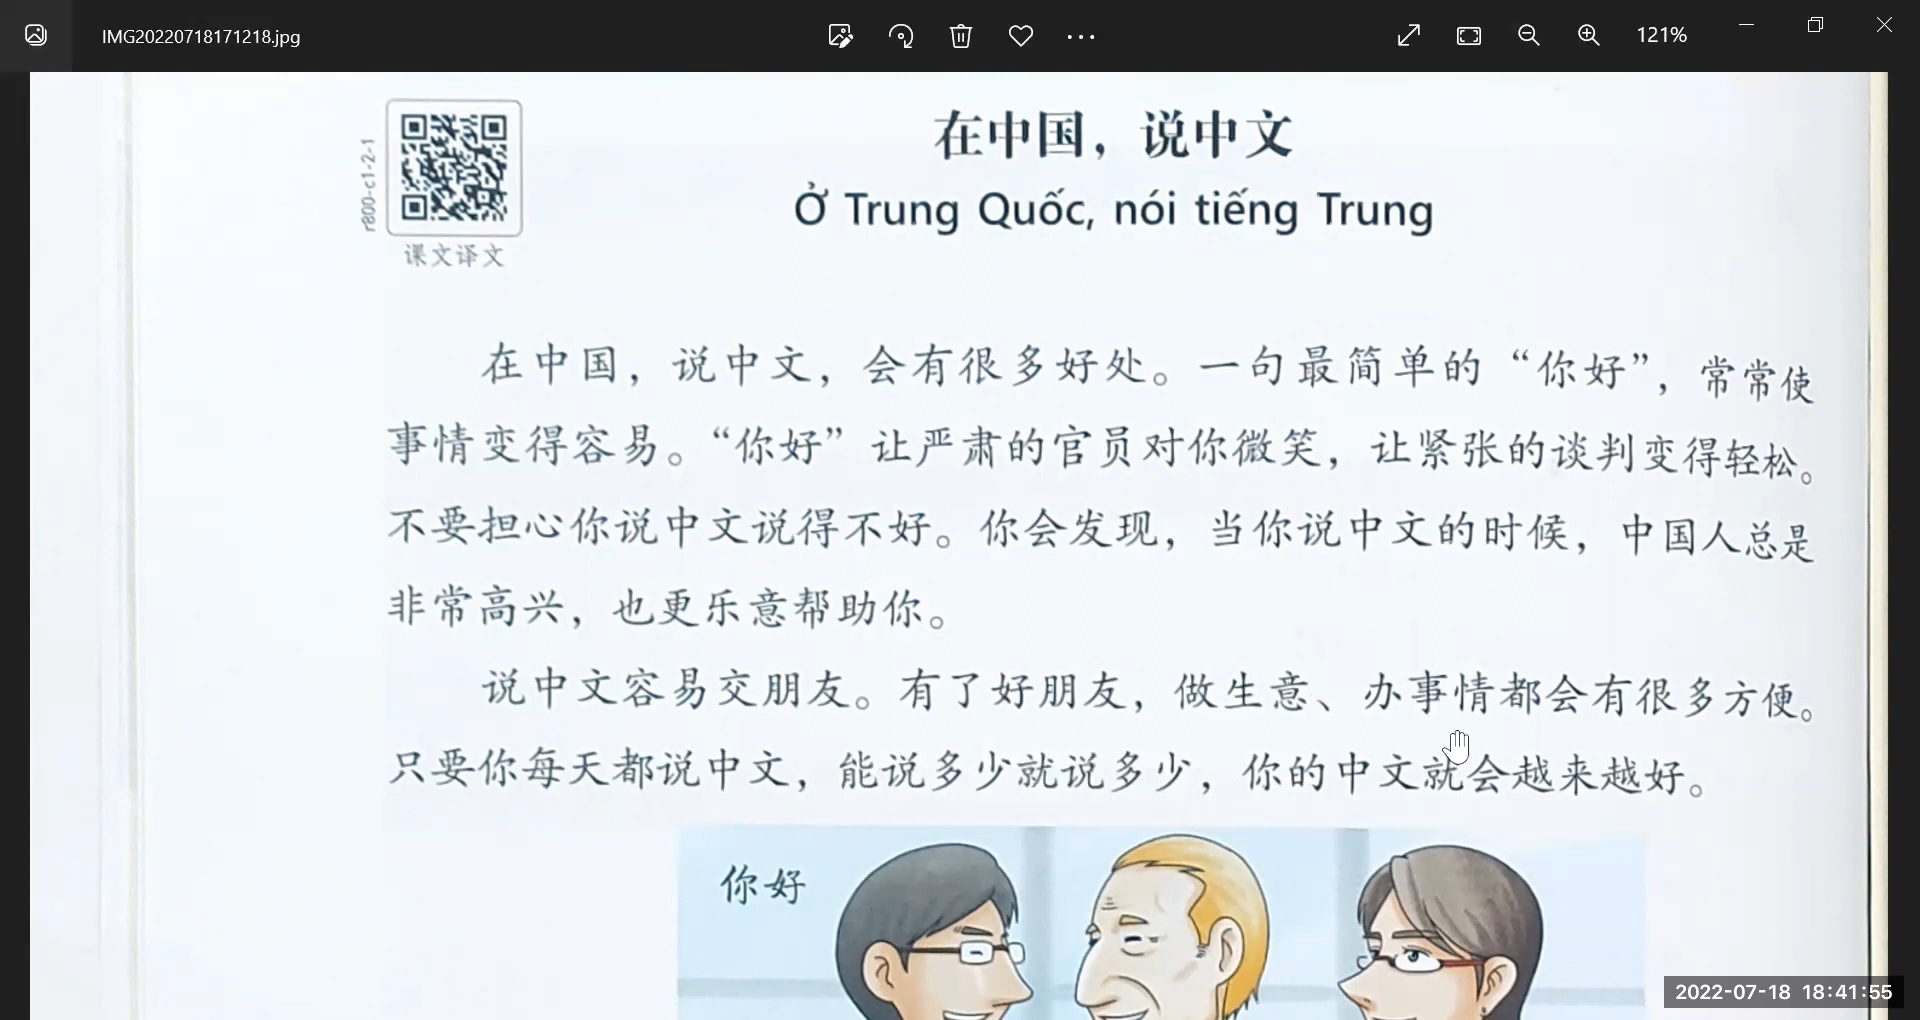 IMG20220718171218.jpg
121%
r800-c1-2-1
课文译文
在中国，说中文
Ở Trung Quốc, nói tiếng Trung
在中国，说中文，会有很多好处。一句最简单的“你好”，常常使
事情变得容易。“你好”让严肃的官员对你微笑，让紧张的谈判变得轻松。
不要担心你说中文说得不好。你会发现，当你说中文的时候，中国人总是
非常高兴，也更乐意帮助你。
说中文容易交朋友。有了好朋友，做生意、办事情都会有很多方便。
只要你每天都说中文，能说多少就说多少，你的中文就会越来越好。
你好
2022-07-18 18:41:55